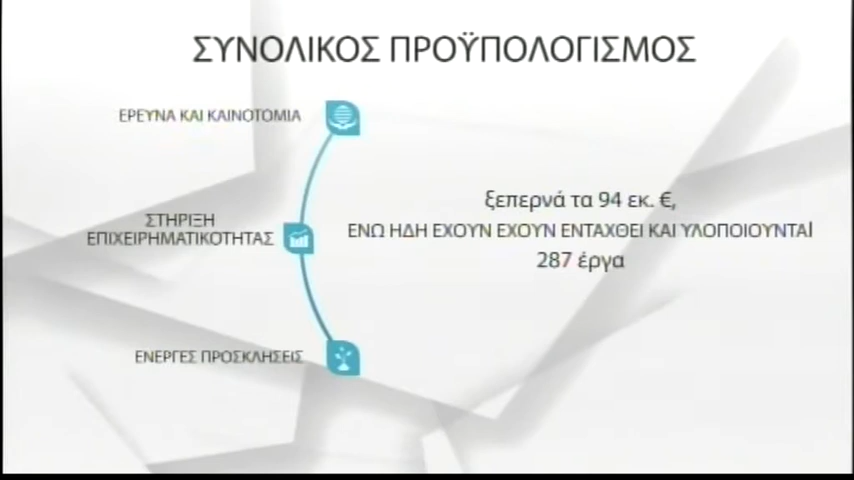 ΣΥΝΟΛΙΚΟΣ ΠΡΟΫΠΟΛΟΓΙΣΜΟΣ
ΕΡΕΥΝΑ ΚΑΙ ΚΑΙΝΟΤΟΜΙΑ
ΣΤΗΡΙΞΗ
ΕΠΙΧΕΙΡΗΜΑΤΙΚΟΤΗΤΑΣ
ΕΝΕΡΓΕΣ ΠΡΟΣΚΛΗΣΕΙΣ
ξεπερνά τα 94 εκ. €,
ΕΝΩ ΗΔΗ ΕΧΟΥΝ ΕΧΟΥΝ ΕΝΤΑΧΘΕΙ ΚΑΙ ΥΛΟΠΟΙΟΥΝΤΑΙ
287 έργα